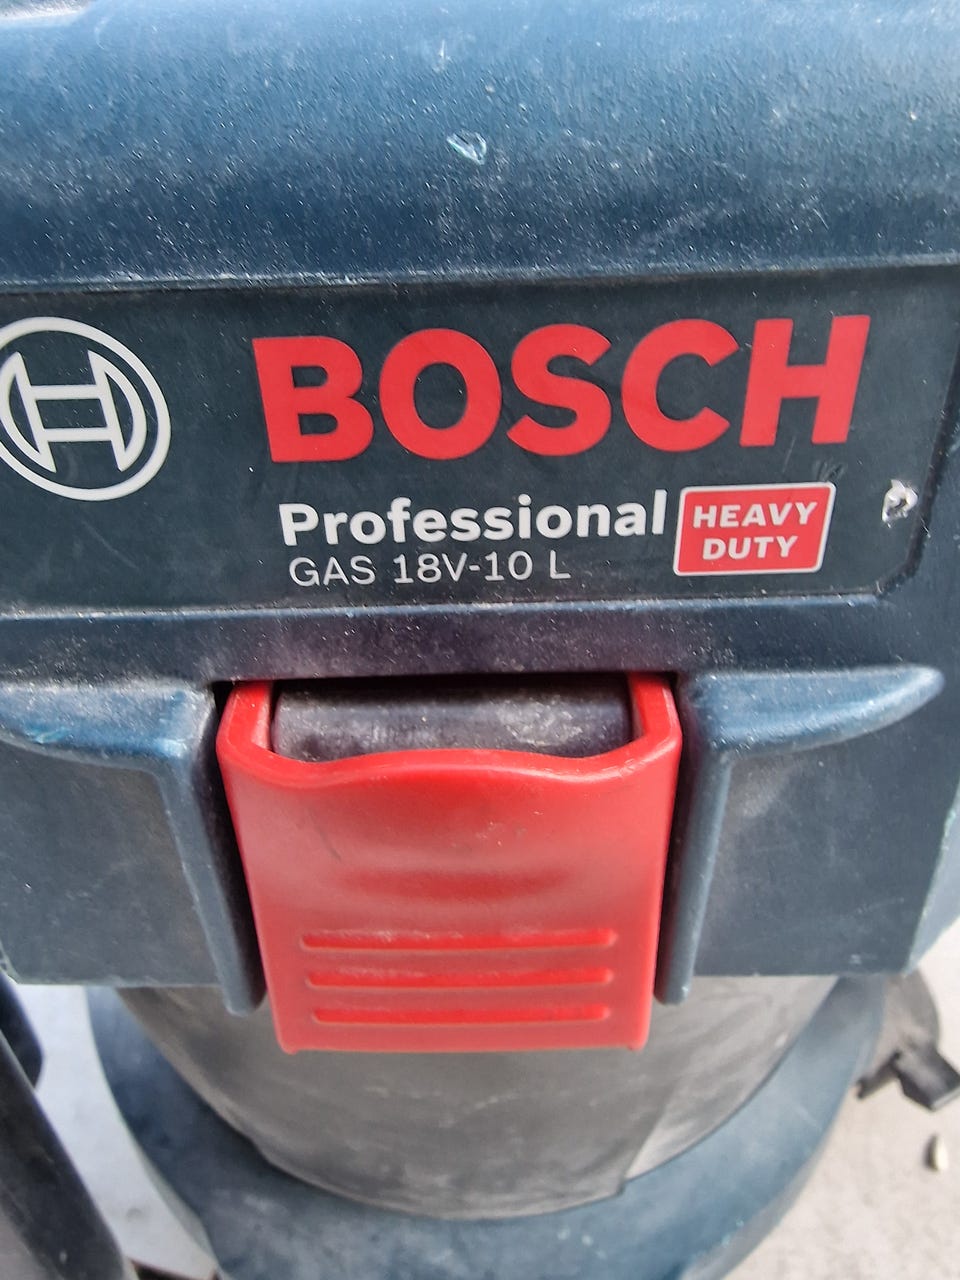 BOSCH
Professional
GAS 18V-10 L
HEAVY
DUTY